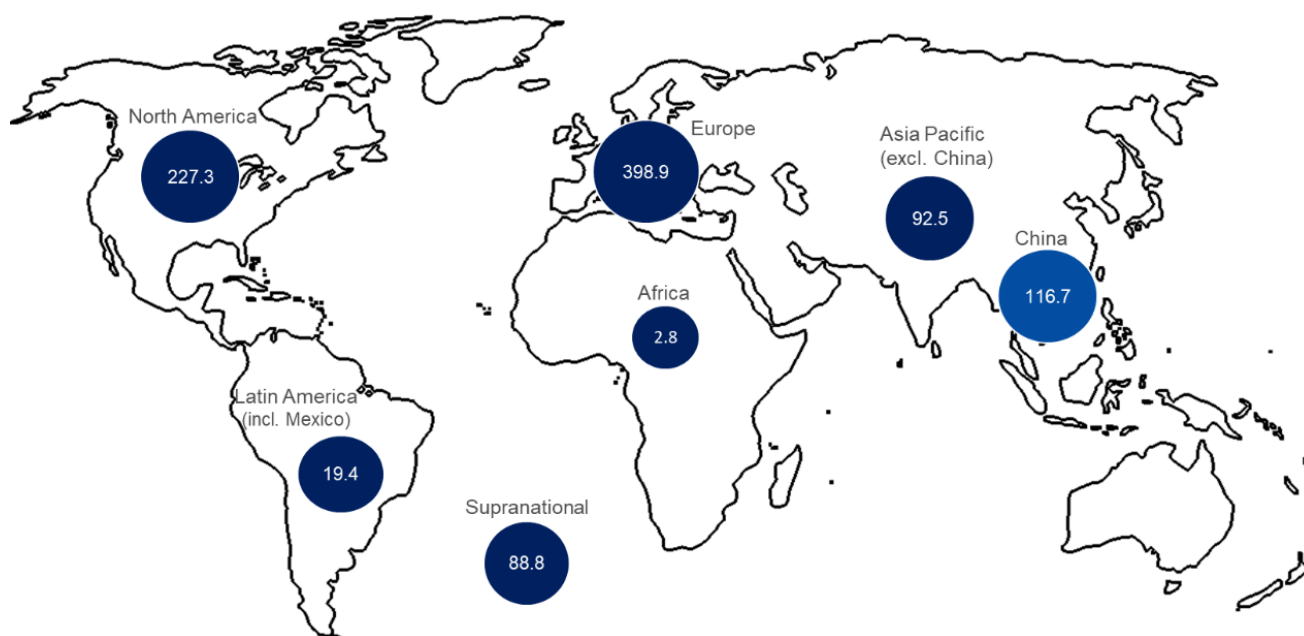 North America
227.3
Europe
398.9
Asia Pacific
(excl. China)
92.5
China
116.7
Africa
2.8
Latin America
(incl. Mexico)
19.4
Supranational
88.8